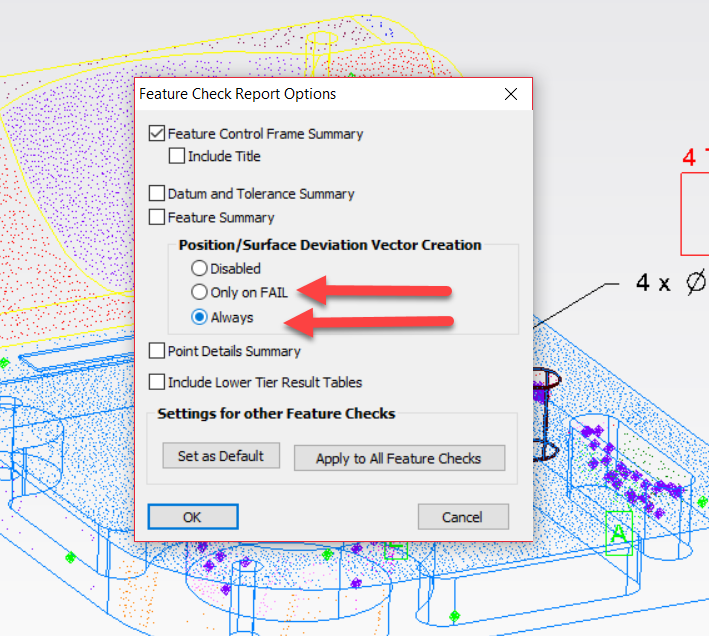 Feature Check Report Options
Feature Control Frame Summary
Include Title
Datum and Tolerance Summary
Feature Summary
Position/Surface Deviation Vector Creation
Disabled
Only on FAIL
Always
Point Details Summary
Include Lower Tier Result Tables
Settings for other Feature Checks
Set as Default
Apply to All Feature Checks
OK
Cancel
4
4 x Ø
A